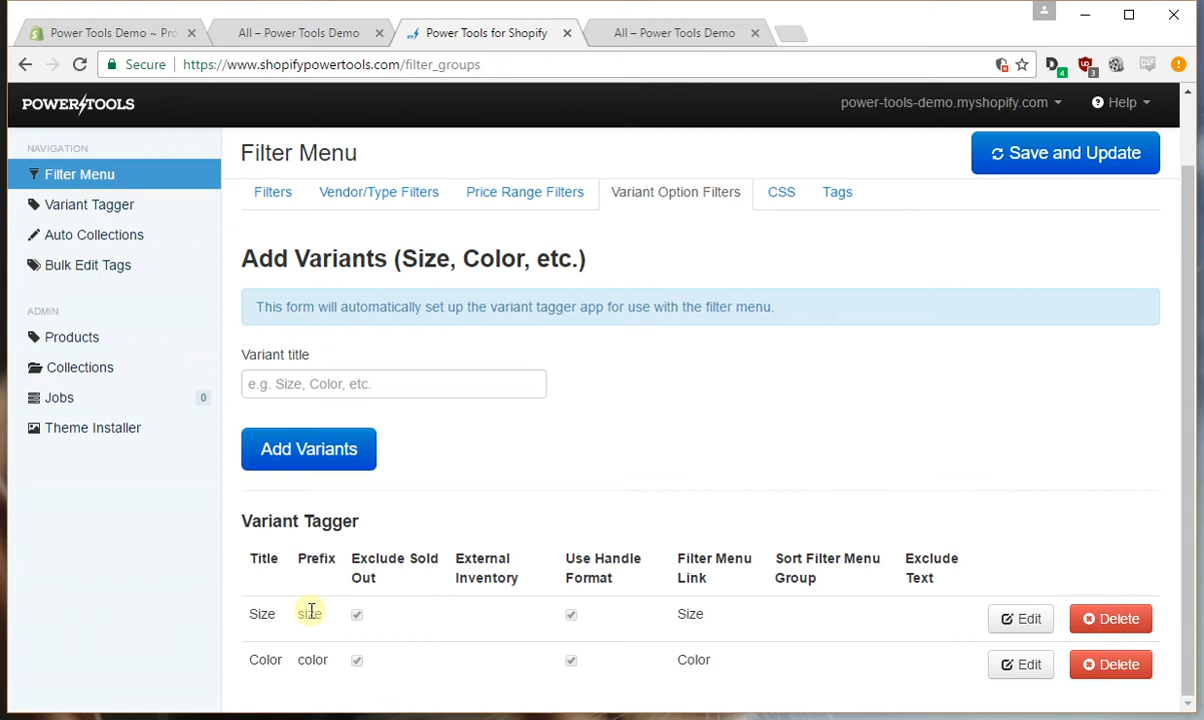 Power Tools Demo ~ Pro
All – Power Tools Demo
Power Tools for Shopify
All – Power Tools Demo
Secure
https://www.shopifypowertools.com/filter_groups
4
3
POWER TOOLS
power-tools-demo.myshopify.com
Help
NAVIGATION
Filter Menu
Variant Tagger
Auto Collections
Bulk Edit Tags
ADMIN
Products
Collections
Jobs 0
Theme Installer
Filter Menu
Save and Update
Filters
Vendor/Type Filters
Price Range Filters
Variant Option Filters
CSS
Tags
Add Variants (Size, Color, etc.)
This form will automatically set up the variant tagger app for use with the filter menu.
Variant title
e.g. Size, Color, etc.
Add Variants
Variant Tagger
Title Prefix Exclude Sold Out External Inventory Use Handle Format Filter Menu Link Sort Filter Menu Group Exclude Text
Size size Size Edit Delete
Color color Color Edit Delete